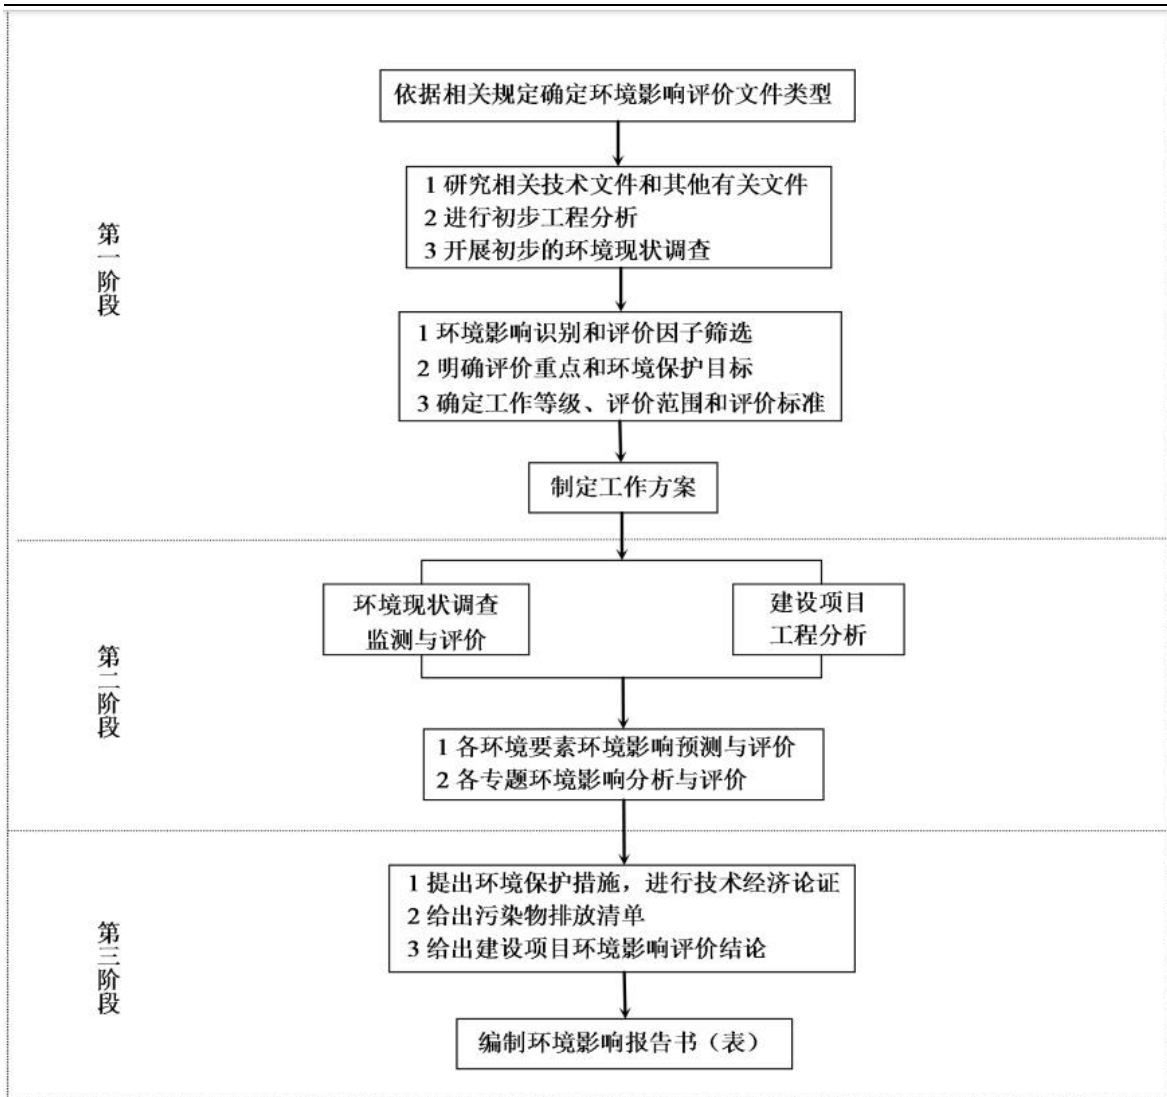 依据相关规定确定环境影响评价文件类型
1 研究相关技术文件和其他有关文件
2 进行初步工程分析
3 开展初步的环境现状调查
第一阶段
1 环境影响识别和评价因子筛选
2 明确评价重点和环境保护目标
3 确定工作等级、评价范围和评价标准
制定工作方案
环境现状调查
监测与评价
建设项目
工程分析
第二阶段
1 各环境要素环境影响预测与评价
2 各专题环境影响分析与评价
1 提出环境保护措施，进行技术经济论证
2 给出污染物排放清单
3 给出建设项目环境影响评价结论
第三阶段
编制环境影响报告书（表）